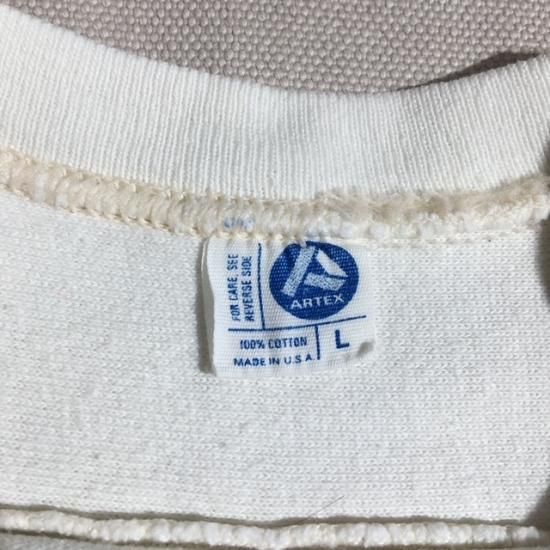 FOR CARE, SEE
REVERSE SIDE
ARTEX
100% COTTON
L
MADE IN U.S.A.